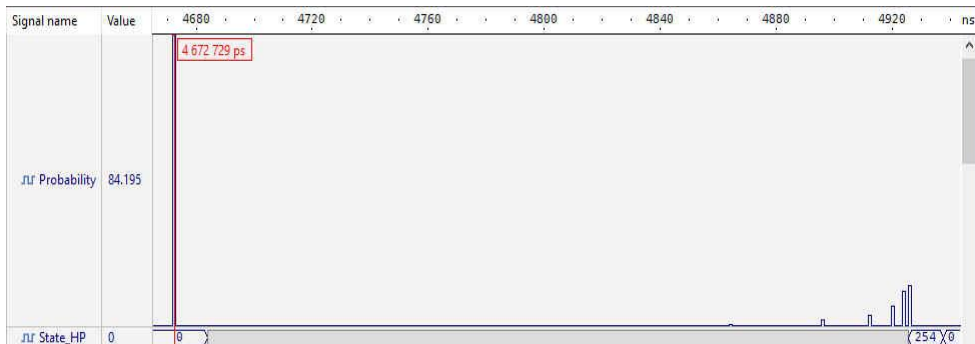 Signal name Value 4680 4720 4760 4800 4840 4880 4920 ns
4 672 729 ps
Probability 84.195
State_HP 0 0 254 0